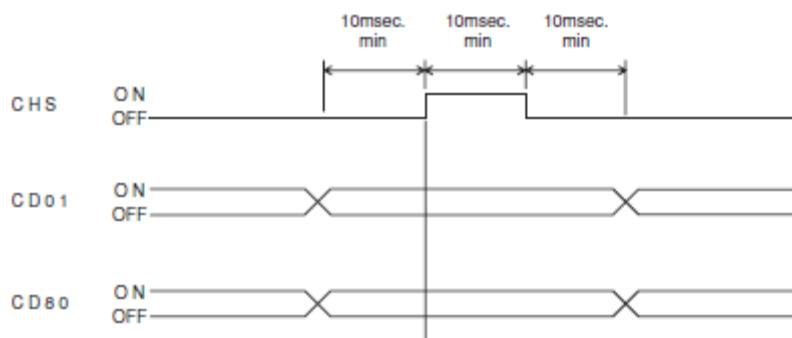 10msec. 10msec. 10msec.
min min min
CHS ON
OFF
CD01 ON
OFF
CD80 ON
OFF